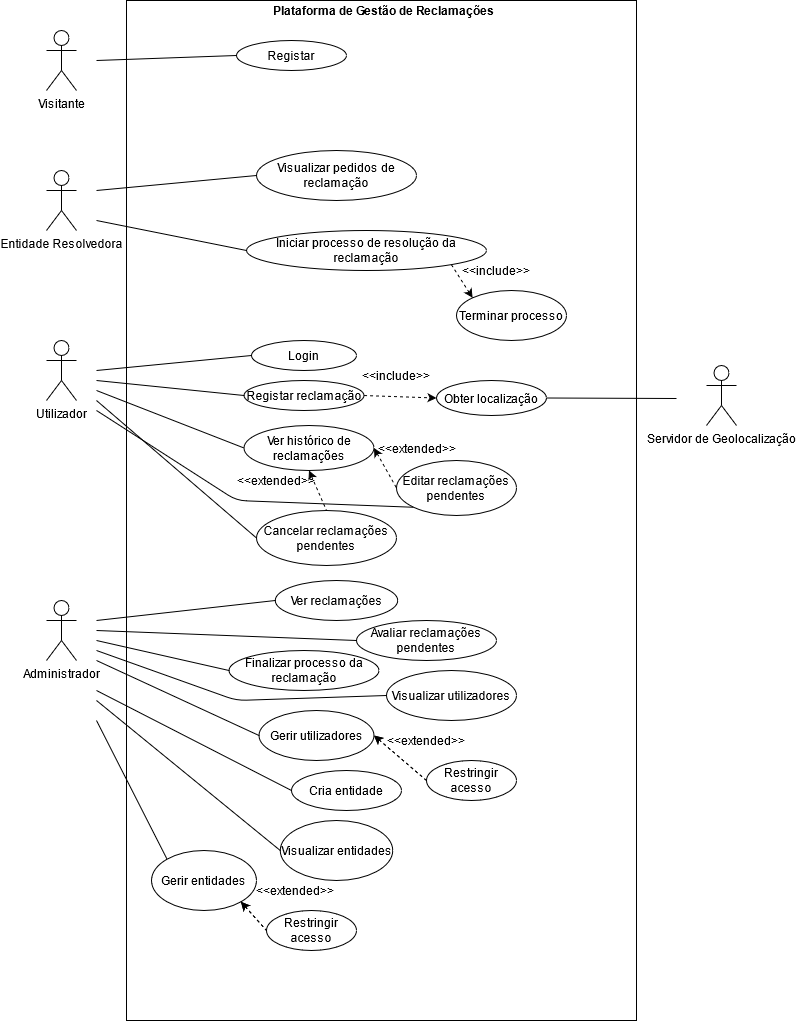 Plataforma de Gestão de Reclamações
Registar
Visitante
Visualizar pedidos de
reclamação
Entidade Resolvedora
Iniciar processo de resolução da
reclamação
<<include>>
Terminar processo
Login
<<include>>
Registar reclamação
Obter localização
Utilizador
Servidor de Geolocalização
Ver histórico de
reclamações
<<extended>>
<<extended>>
Editar reclamações
pendentes
Cancelar reclamações
pendentes
Ver reclamações
Avaliar reclamações
pendentes
Administrador
Finalizar processo da
reclamação
Visualizar utilizadores
Gerir utilizadores
<<extended>>
Restringir
acesso
Cria entidade
Visualizar entidades
Gerir entidades
<<extended>>
Restringir
acesso